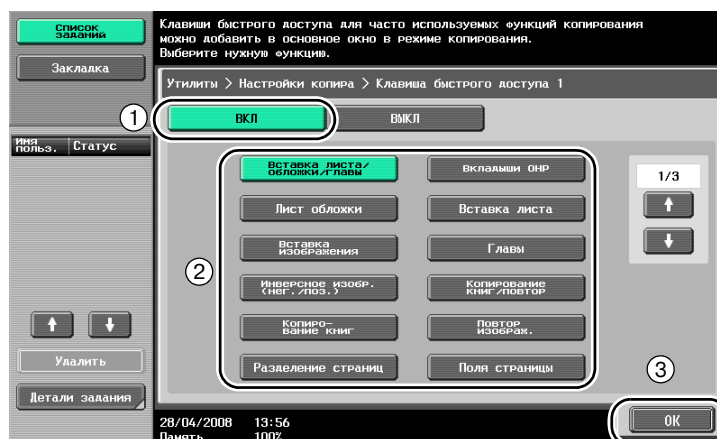 Список
заданий
Закладка
Имя
польз.
Статус
Удалить
Детали задания
Клавиши быстрого доступа для часто используемых функций копирования
можно добавить в основное окно в режиме копирования.
Выберите нужную функцию.
Утилиты > Настройки копира > Клавиша быстрого доступа 1
1
ВКЛ
ВЫКЛ
2
Вставка листа/
обложки/главы
Вкладыши OHP
Лист обложки
Вставка листа
Вставка
изображения
Главы
Инверсное изобр.
(нег./поз.)
Копирование
книг/повтор
Копиро-
вание книг
Повтор
изображ.
Разделение страниц
Поля страницы
1/3
3
OK
28/04/2008 13:56
Память 100%